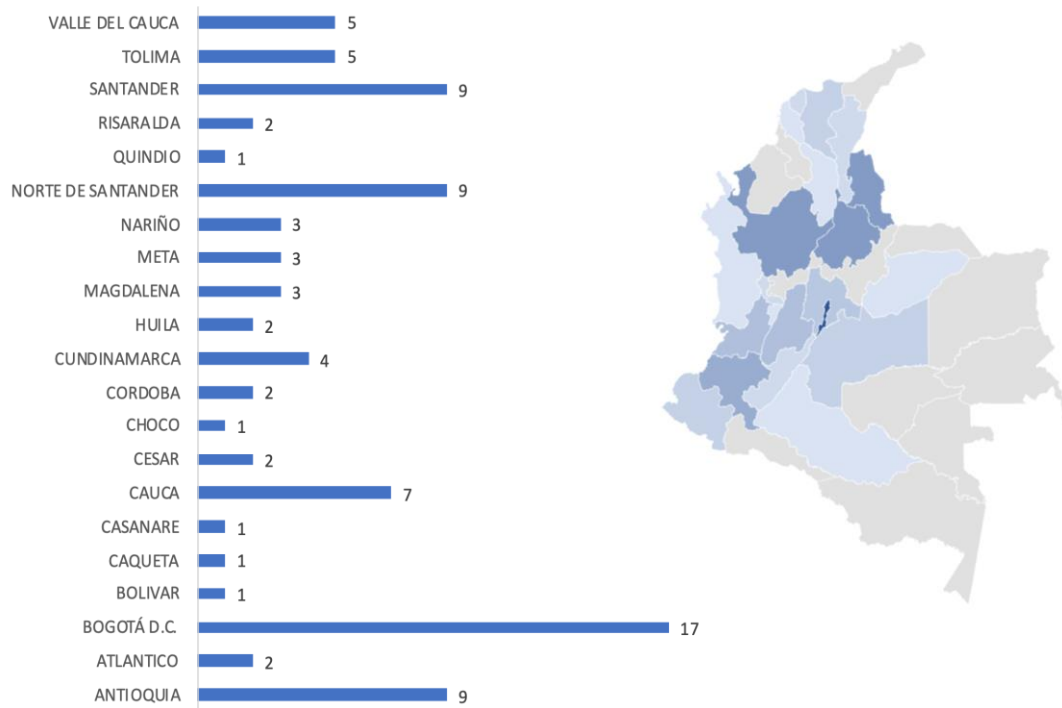 VALLE DEL CAUCA 5
TOLIMA 5
SANTANDER 9
RISARALDA 2
QUINDIO 1
NORTE DE SANTANDER 9
NARIÑO 3
META 3
MAGDALENA 3
HUILA 2
CUNDINAMARCA 4
CORDOBA 2
CHOCO 1
CESAR 2
CAUCA 7
CASANARE 1
CAQUETA 1
BOLIVAR 1
BOGOTÁ D.C. 17
ATLANTICO 2
ANTIOQUIA 9